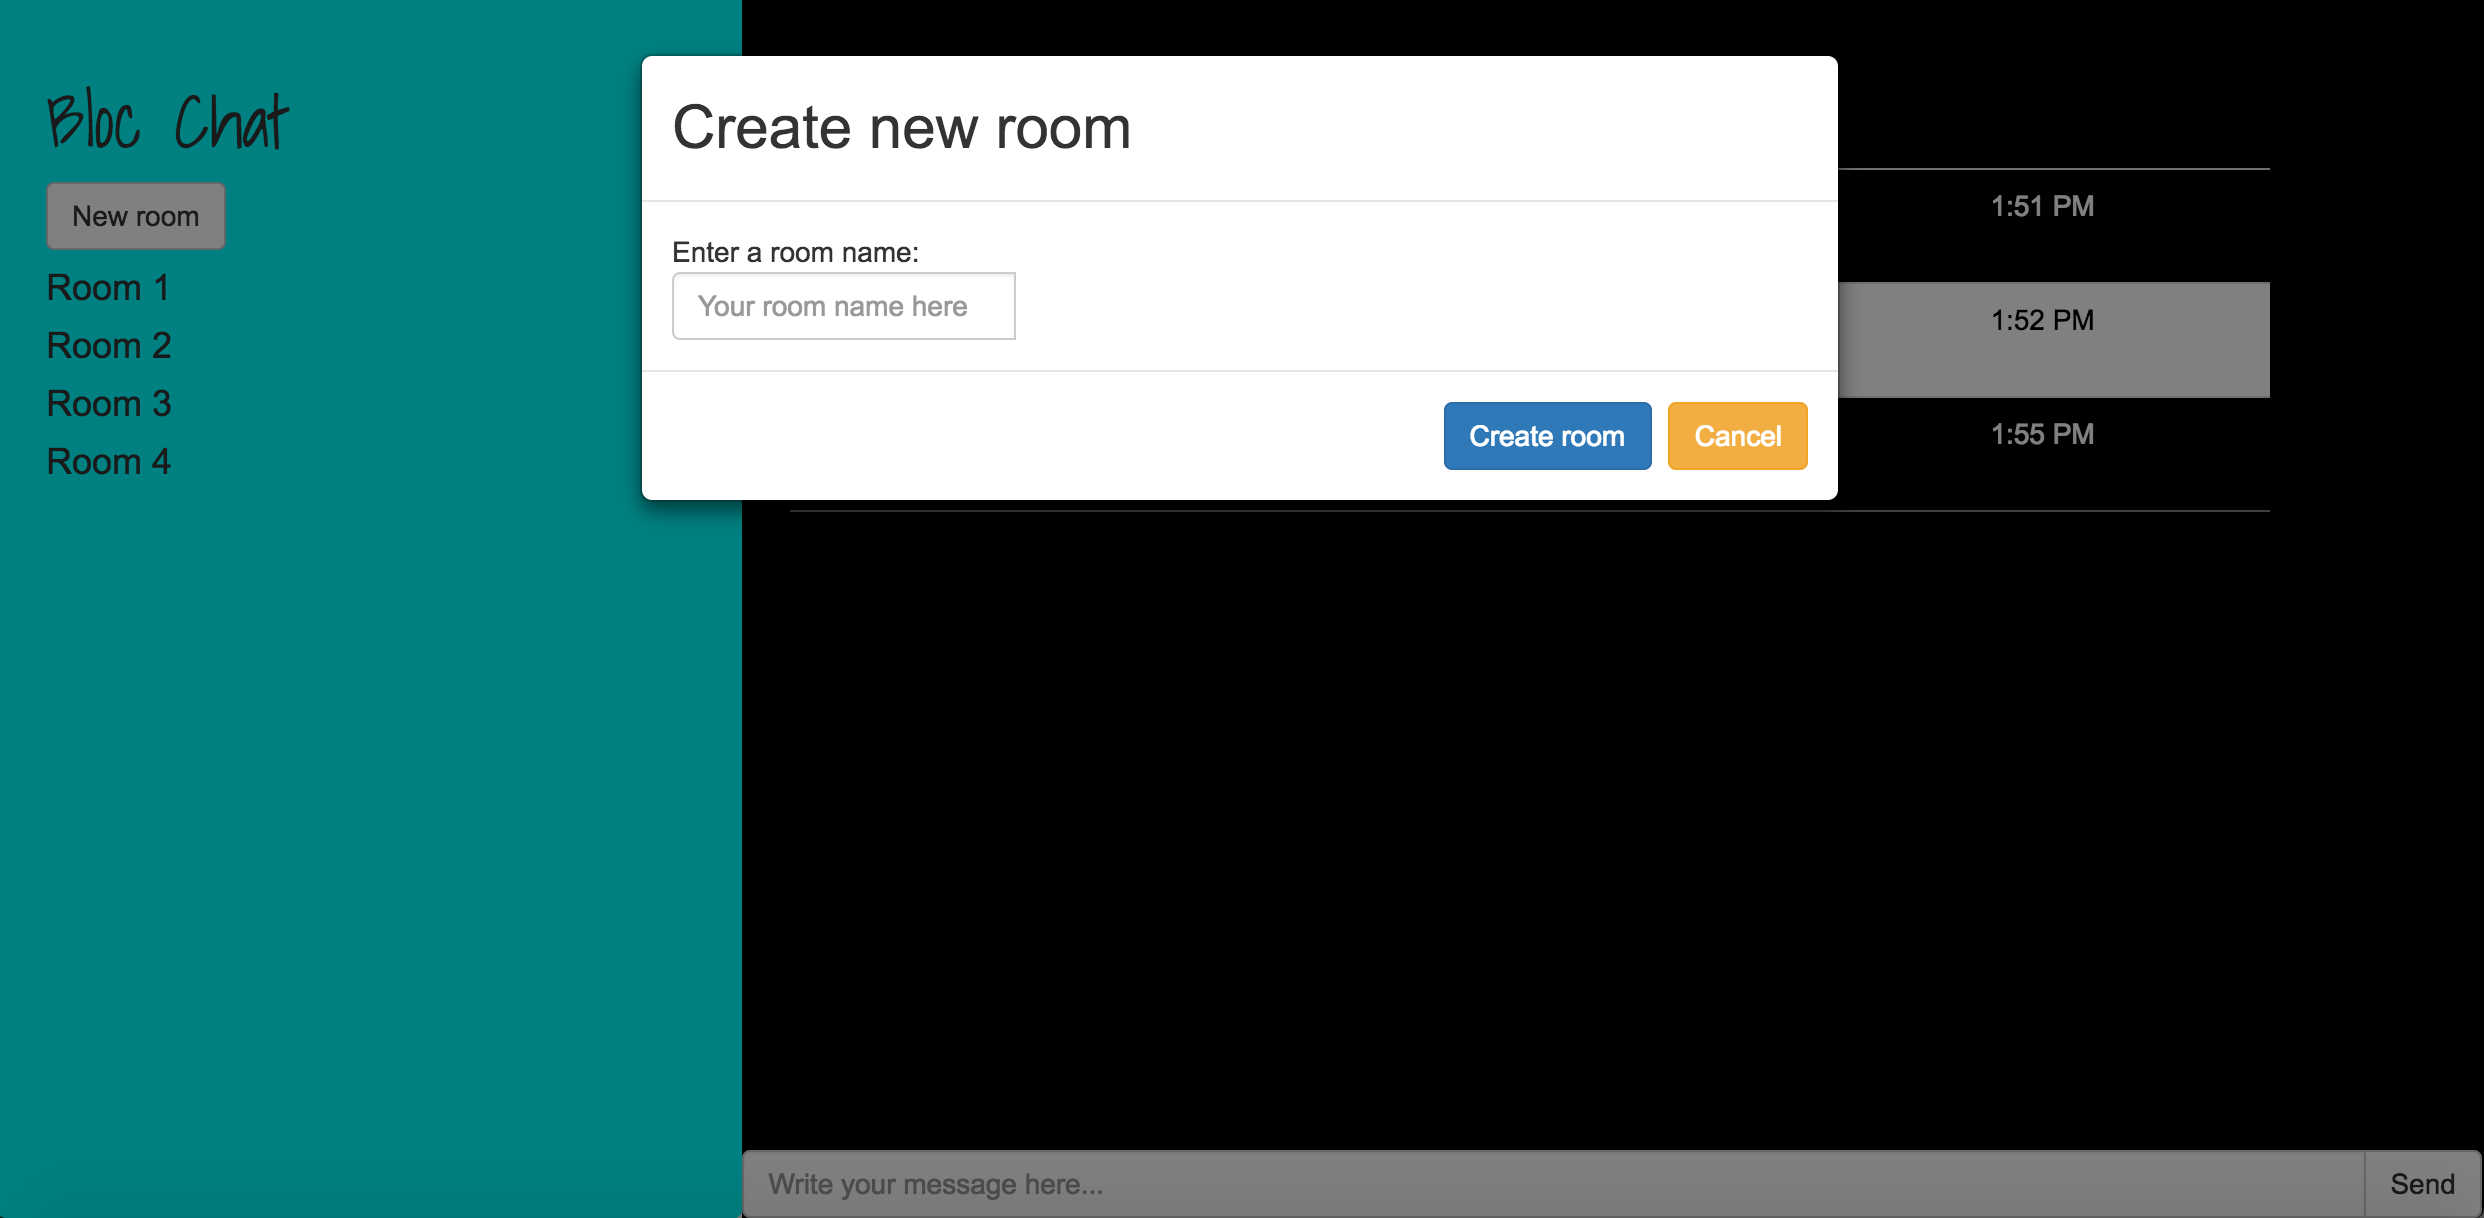 Bloc Chat
New room
Room 1
Room 2
Room 3
Room 4
Create new room
Enter a room name:
Your room name here
Create room
Cancel
1:51 PM
1:52 PM
1:55 PM
Write your message here...
Send